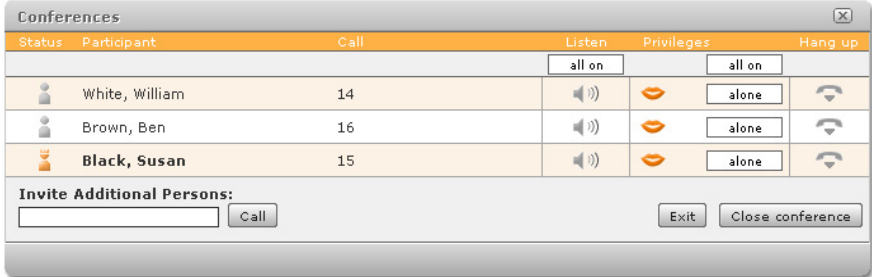 Conferences
Status Participant Call Listen Privileges Hang up
all on all on
White, William 14 alone
Brown, Ben 16 alone
Black, Susan 15 alone
Invite Additional Persons:
Call Exit Close conference